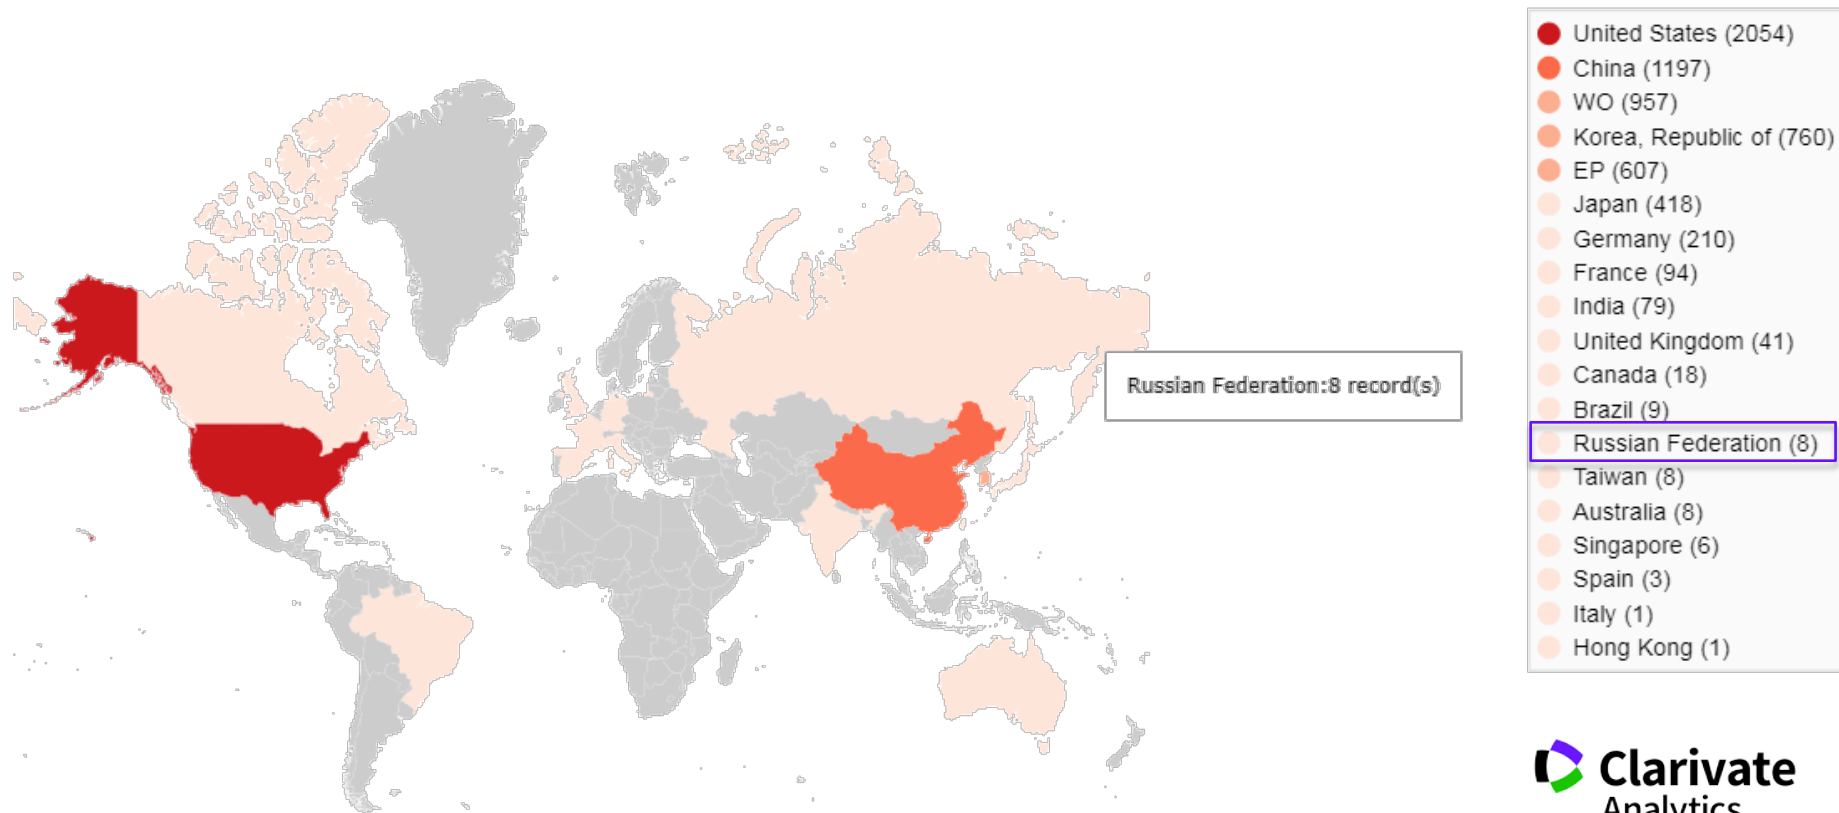 United States (2054)
China (1197)
WO (957)
Korea, Republic of (760)
EP (607)
Japan (418)
Germany (210)
France (94)
India (79)
United Kingdom (41)
Canada (18)
Brazil (9)
Russian Federation (8)
Taiwan (8)
Australia (8)
Singapore (6)
Spain (3)
Italy (1)
Hong Kong (1)
Russian Federation:8 record(s)
Clarivate
Analytics